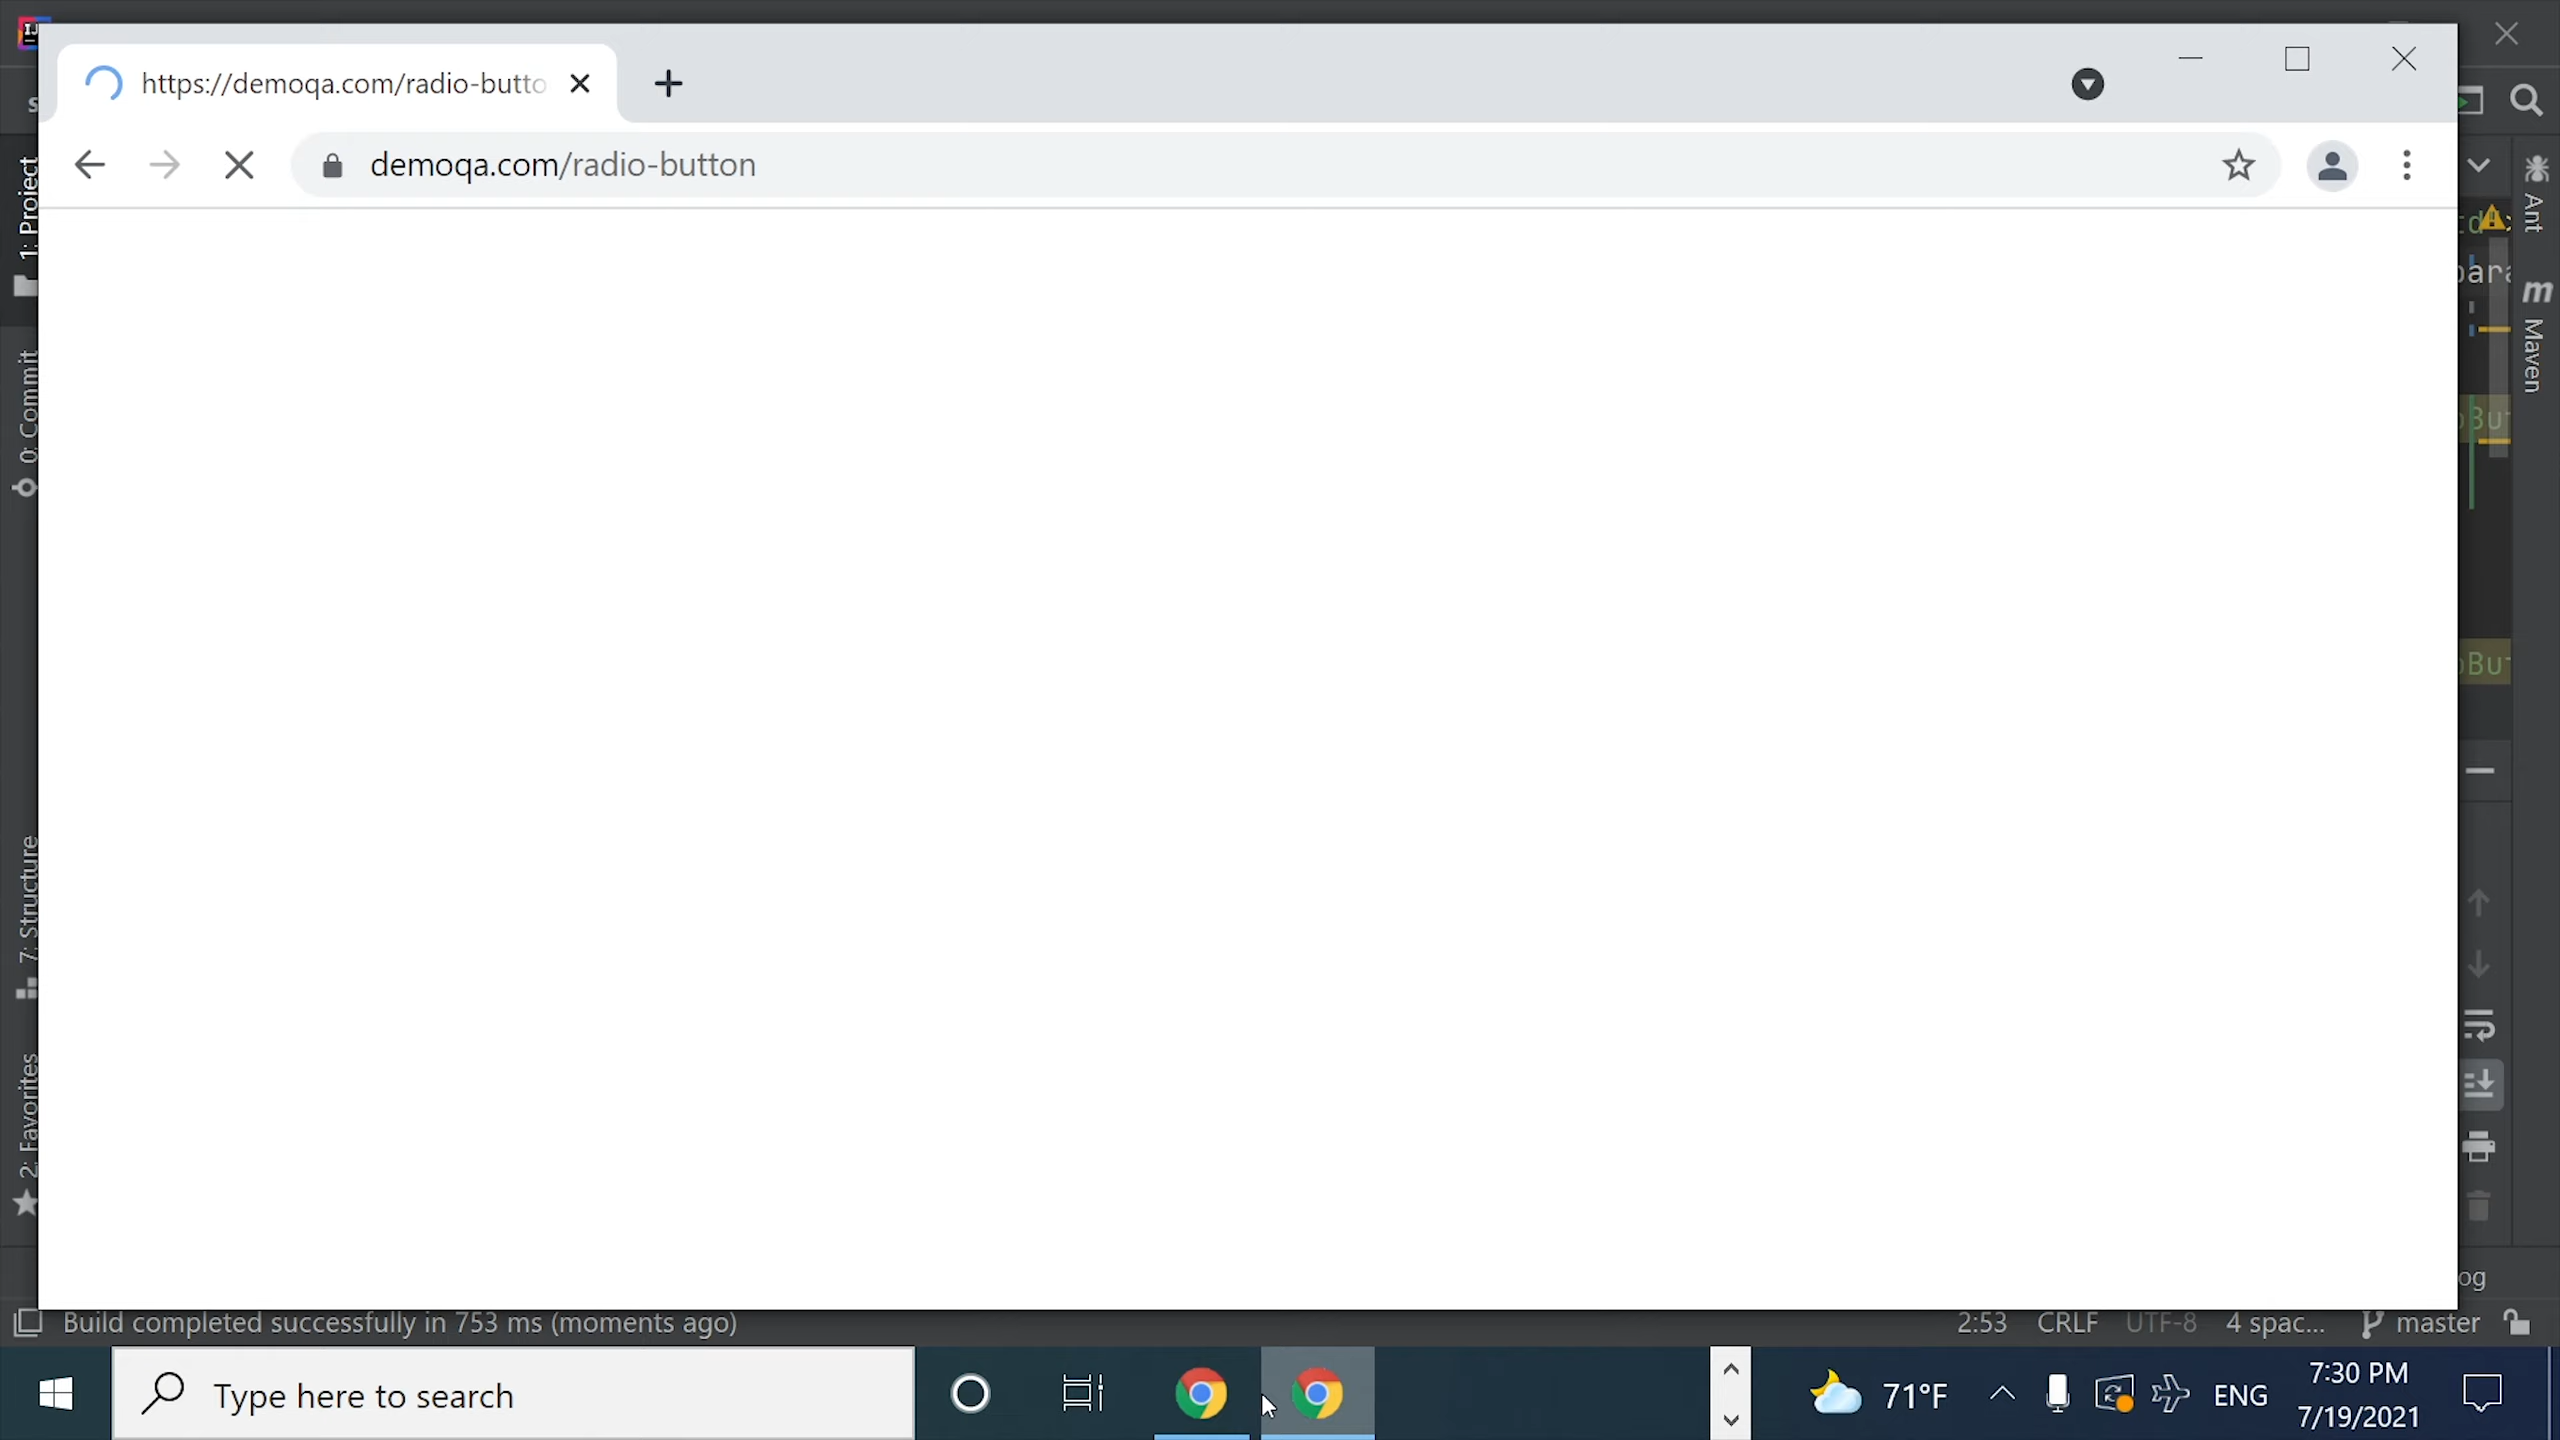 https://demoqa.com/radio-butto
demoqa.com/radio-button
1: Project
0: Commit
7: Structure
2: Favorites
Ant
Maven
Build completed successfully in 753 ms (moments ago)
2:53 CRLF UTF-8 4 spac... master
Type here to search
71°F
ENG
7:30 PM
7/19/2021